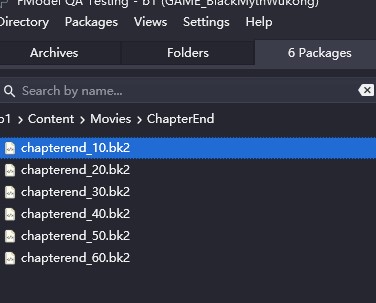 FModel QA Testing - b1 (GAME_BlackMythWukong)
Directory Packages Views Settings Help
Archives Folders 6 Packages
Search by name...
b1 > Content > Movies > ChapterEnd
chapterend_10.bk2
chapterend_20.bk2
chapterend_30.bk2
chapterend_40.bk2
chapterend_50.bk2
chapterend_60.bk2